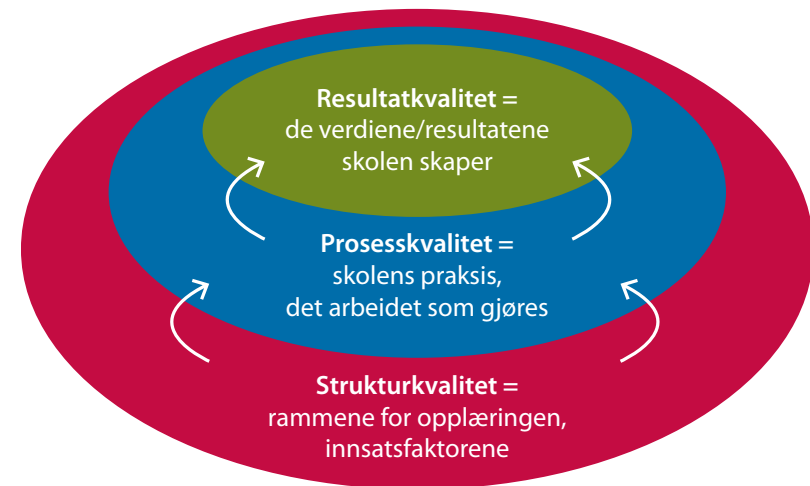 Resultatkvalitet =
de verdiene/resultatene
skolen skaper
Prosesskvalitet =
skolens praksis,
det arbeidet som gjøres
Strukturkvalitet =
rammene for opplæringen,
innsatsfaktorene